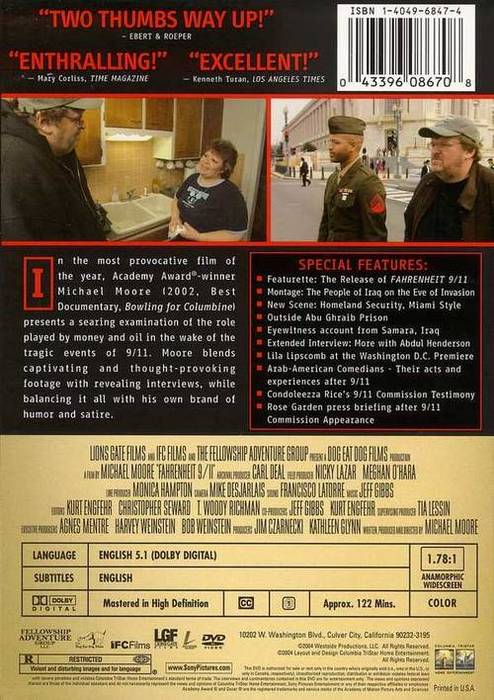 "TWO THUMBS WAY UP!"
– EBERT & ROEPER
"ENTHRALLING!"
— Mary Corliss, TIME MAGAZINE
"EXCELLENT!"
— Kenneth Turan, LOS ANGELES TIMES
ISBN 1-4049-6847-4
0 43396 08670 8
In the most provocative film of
the year, Academy Award®-winner
Michael Moore (2002, Best
Documentary, Bowling for Columbine)
presents a searing examination of the role
played by money and oil in the wake of the
tragic events of 9/11. Moore blends
captivating and thought-provoking
footage with revealing interviews, while
balancing it all with his own brand of
humor and satire.
SPECIAL FEATURES:
Featurette: The Release of FAHRENHEIT 9/11
Montage: The People of Iraq on the Eve of Invasion
New Scene: Homeland Security, Miami Style
Outside Abu Ghraib Prison
Eyewitness account from Samara, Iraq
Extended Interview: More with Abdul Henderson
Lila Lipscomb at the Washington D.C. Premiere
Arab-American Comedians - Their acts and
experiences after 9/11
Condoleezza Rice's 9/11 Commission Testimony
Rose Garden press briefing after 9/11
Commission Appearance
LIONS GATE FILMS AND IFC FILMS AND THE FELLOWSHIP ADVENTURE GROUP PRESENT A DOG EAT DOG FILMS PRODUCTION
A FILM BY MICHAEL MOORE "FAHRENHEIT 9/11" ARCHIVAL PRODUCER CARL DEAL FIELD PRODUCER NICKY LAZAR MEGHAN O'HARA
LINE PRODUCER MONICA HAMPTON CAMERA MIKE DESJARLAIS SOUND FRANCISCO LATORRE MUSIC JEFF GIBBS
EDITORS KURT ENGFEHR CHRISTOPHER SEWARD T. WOODY RICHMAN CO-PRODUCERS JEFF GIBBS KURT ENGFEHR SUPERVISING PRODUCER TIA LESSIN
EXECUTIVE PRODUCERS AGNES MENTRE HARVEY WEINSTEIN BOB WEINSTEIN PRODUCERS JIM CZARNECKI KATHLEEN GLYNN WRITTEN, PRODUCED AND DIRECTED BY MICHAEL MOORE
LANGUAGE ENGLISH 5.1 (DOLBY DIGITAL)
SUBTITLES ENGLISH
1.78:1
ANAMORPHIC
WIDESCREEN
DOLBY
DIGITAL
Mastered in High Definition
CC
Approx. 122 Mins.
COLOR
FELLOWSHIP
ADVENTURE
GROUP
IFC Films
LGF
DVD
VIDEO
10202 W. Washington Blvd., Culver City, California 90232-3195
©2004 Westside Productions, LLC. All Rights Reserved.
©2004 Layout and Design Columbia TriStar Home Entertainment.
All Rights Reserved.
COLUMBIA TRISTAR
HOME ENTERTAINMENT
R RESTRICTED
Violent and disturbing images and for language
www.SonyPictures.com
Printed in U.S.A.